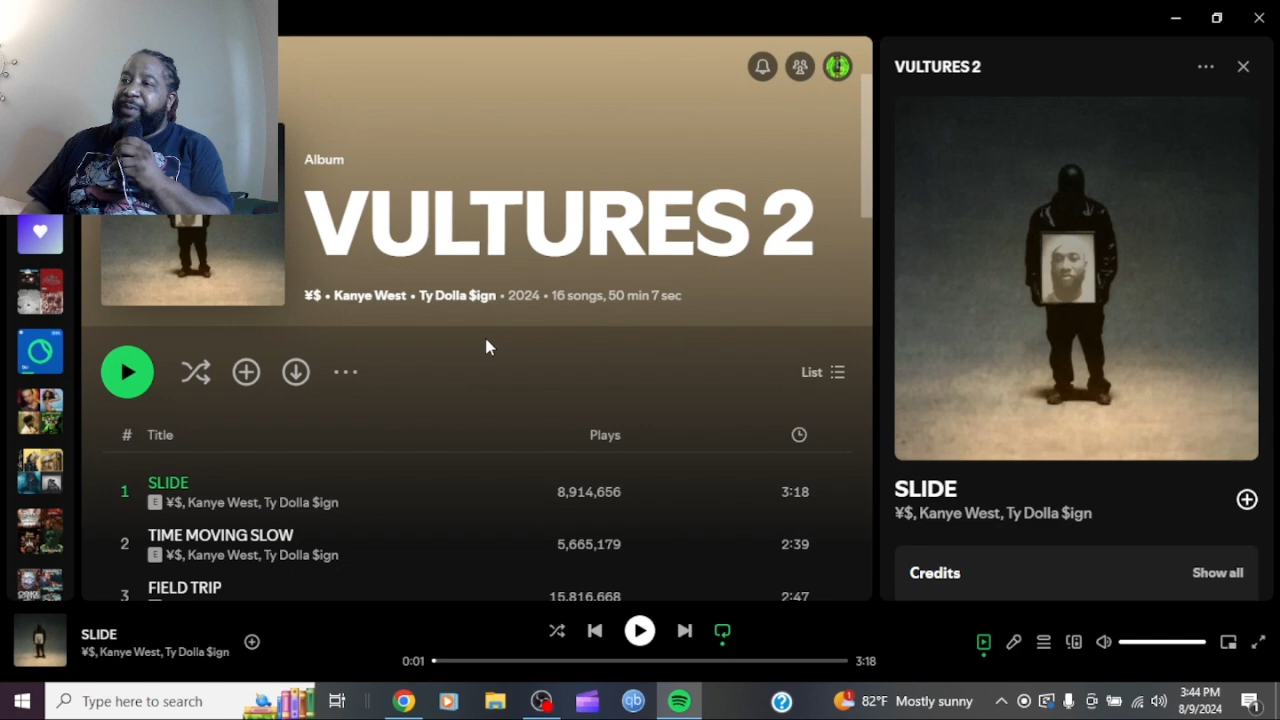 VULTURES 2
Album
VULTURES 2
¥$ • Kanye West • Ty Dolla $ign • 2024 • 16 songs, 50 min 7 sec
List
# Title Plays
1 SLIDE 8,914,656 3:18
E ¥$, Kanye West, Ty Dolla $ign
2 TIME MOVING SLOW 5,665,179 2:39
E ¥$, Kanye West, Ty Dolla $ign
3 FIELD TRIP 15,816,668 2:47
SLIDE
¥$, Kanye West, Ty Dolla $ign
Credits Show all
SLIDE
¥$, Kanye West, Ty Dolla $ign
0:01 3:18
Type here to search
qb
82°F Mostly sunny
3:44 PM
8/9/2024
1